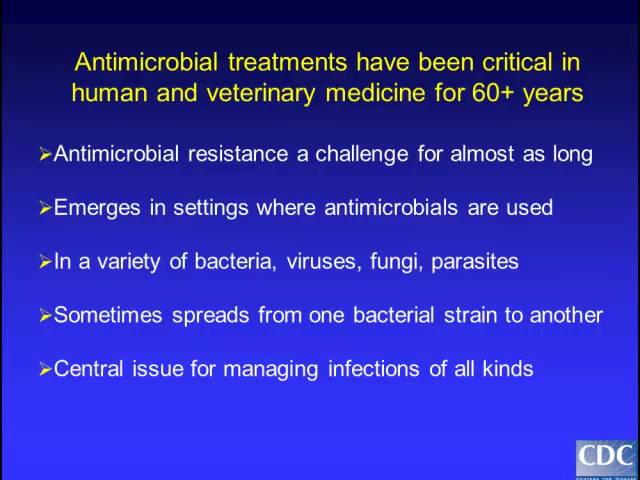 Antimicrobial treatments have been critical in
human and veterinary medicine for 60+ years
Antimicrobial resistance a challenge for almost as long
Emerges in settings where antimicrobials are used
In a variety of bacteria, viruses, fungi, parasites
Sometimes spreads from one bacterial strain to another
Central issue for managing infections of all kinds
CDC